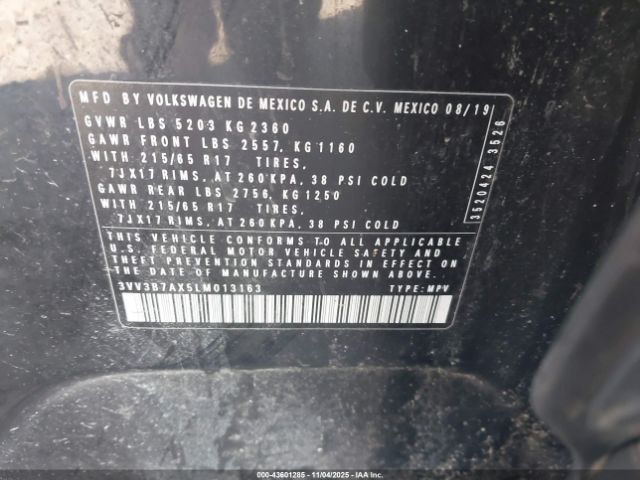 MFD BY VOLKSWAGEN DE MEXICO S.A. DE C.V. MEXICO 08/19
GVWR LBS 5203 KG 2360
GAWR FRONT LBS 2557, KG 1160
WITH 215/65 R17 TIRES,
7JX17 RIMS, AT 260 KPA, 38 PSI COLD
GAWR REAR LBS 2756, KG 1250
WITH 215/65 R17 TIRES,
7JX17 RIMS, AT 260 KPA, 38 PSI COLD
3520424 3526
THIS VEHICLE CONFORMS TO ALL APPLICABLE
U.S. FEDERAL MOTOR VEHICLE SAFETY AND
THEFT PREVENTION STANDARDS IN EFFECT ON
THE DATE OF MANUFACTURE SHOWN ABOVE.
3VV3B7AX5LM013163 TYPE: MPV
000-43601285 - 11/04/2025 - IAAI, Inc.